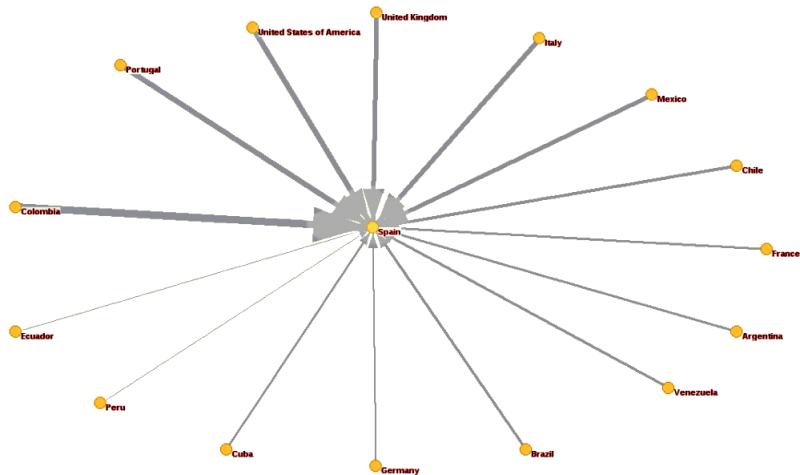 United Kingdom
United States of America
Italy
Portugal
Mexico
Chile
Colombia
Spain
France
Ecuador
Argentina
Venezuela
Peru
Cuba
Brazil
Germany